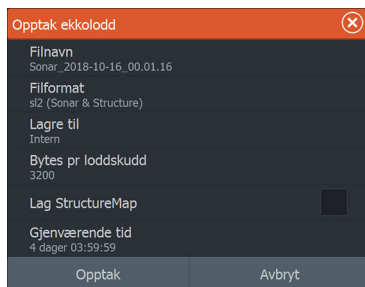 Opptak ekkolodd
Filnavn
Sonar_2018-10-16_00.01.16
Filformat
sl2 (Sonar & Structure)
Lagre til
Intern
Bytes pr loddskudd
3200
Lag StructureMap
Gjenværende tid
4 dager 03:59:59
Opptak
Avbryt